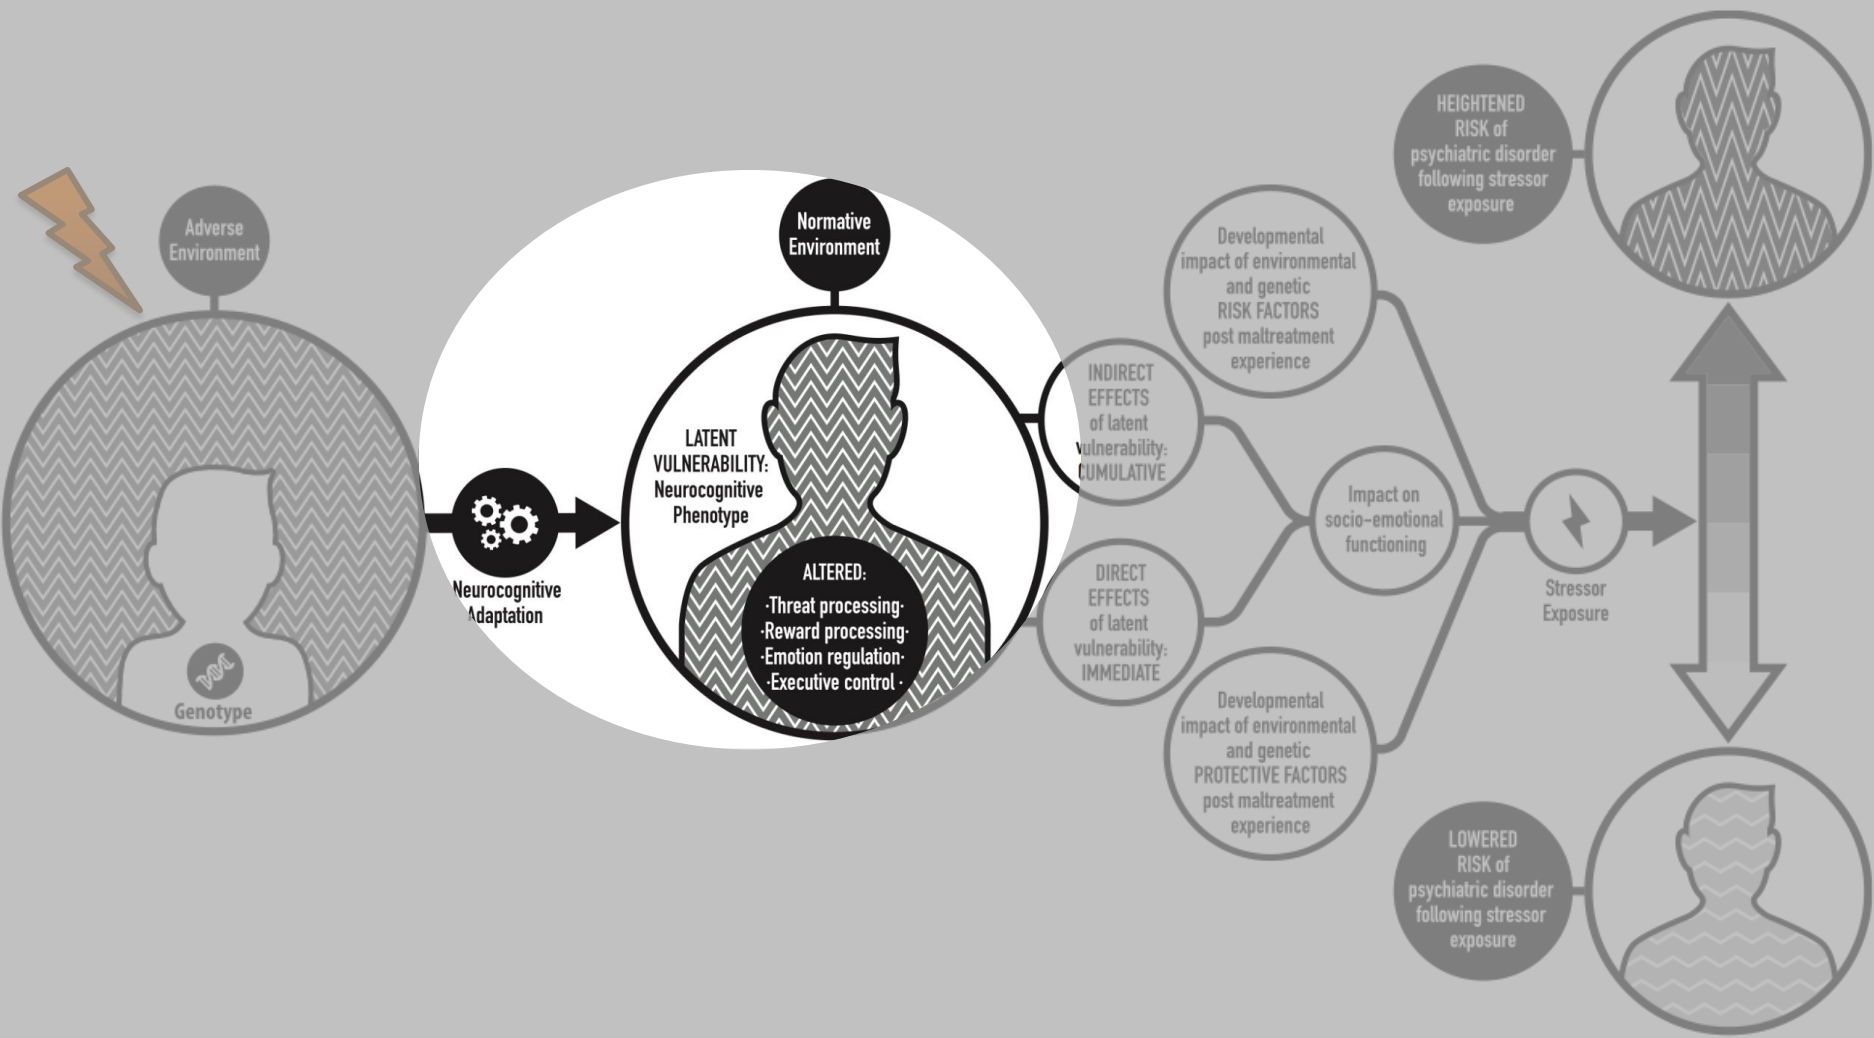 Adverse
Environment
Genotype
Neurocognitive
Adaptation
Normative
Environment
LATENT
VULNERABILITY:
Neurocognitive
Phenotype
ALTERED:
·Threat processing·
·Reward processing·
·Emotion regulation·
·Executive control ·
INDIRECT
EFFECTS
of latent
vulnerability:
CUMULATIVE
DIRECT
EFFECTS
of latent
vulnerability:
IMMEDIATE
Developmental
impact of environmental
and genetic
RISK FACTORS
post maltreatment
experience
Impact on
socio-emotional
functioning
Developmental
impact of environmental
and genetic
PROTECTIVE FACTORS
post maltreatment
experience
Stressor
Exposure
HEIGHTENED
RISK of
psychiatric disorder
following stressor
exposure
LOWERED
RISK of
psychiatric disorder
following stressor
exposure